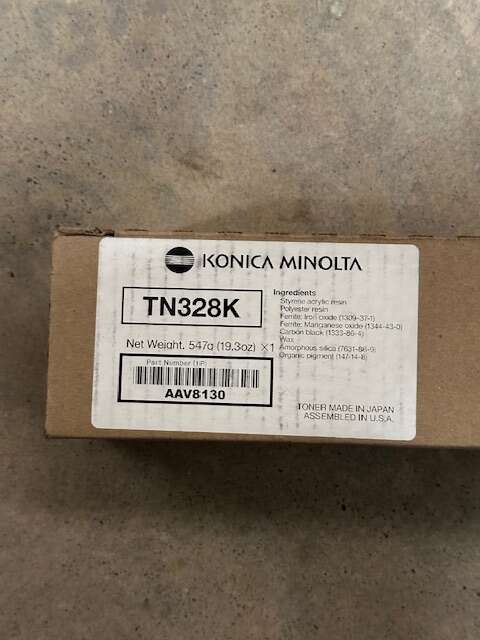 KONICA MINOLTA
TN328K
Net Weight. 547g (19.3oz) ×1
Part Number (1P)
AAV8130
Ingredients
Styrene acrylic resin
Polyester resin
Ferrite: Iron oxide (1309-37-1)
Ferrite: Manganese oxide (1344-43-0)
Carbon black (1333-86-4)
Wax
Amorphous silica (7631-86-9)
Organic pigment (147-14-8)
TONER MADE IN JAPAN
ASSEMBLED IN U.S.A.